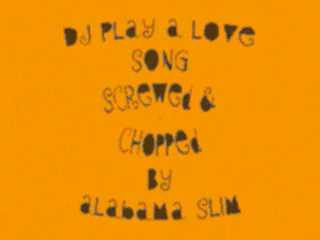 DJ PLay a LOVe
SONG
SCReWed &
CHOPPed
BY
aLabaMa SLIM